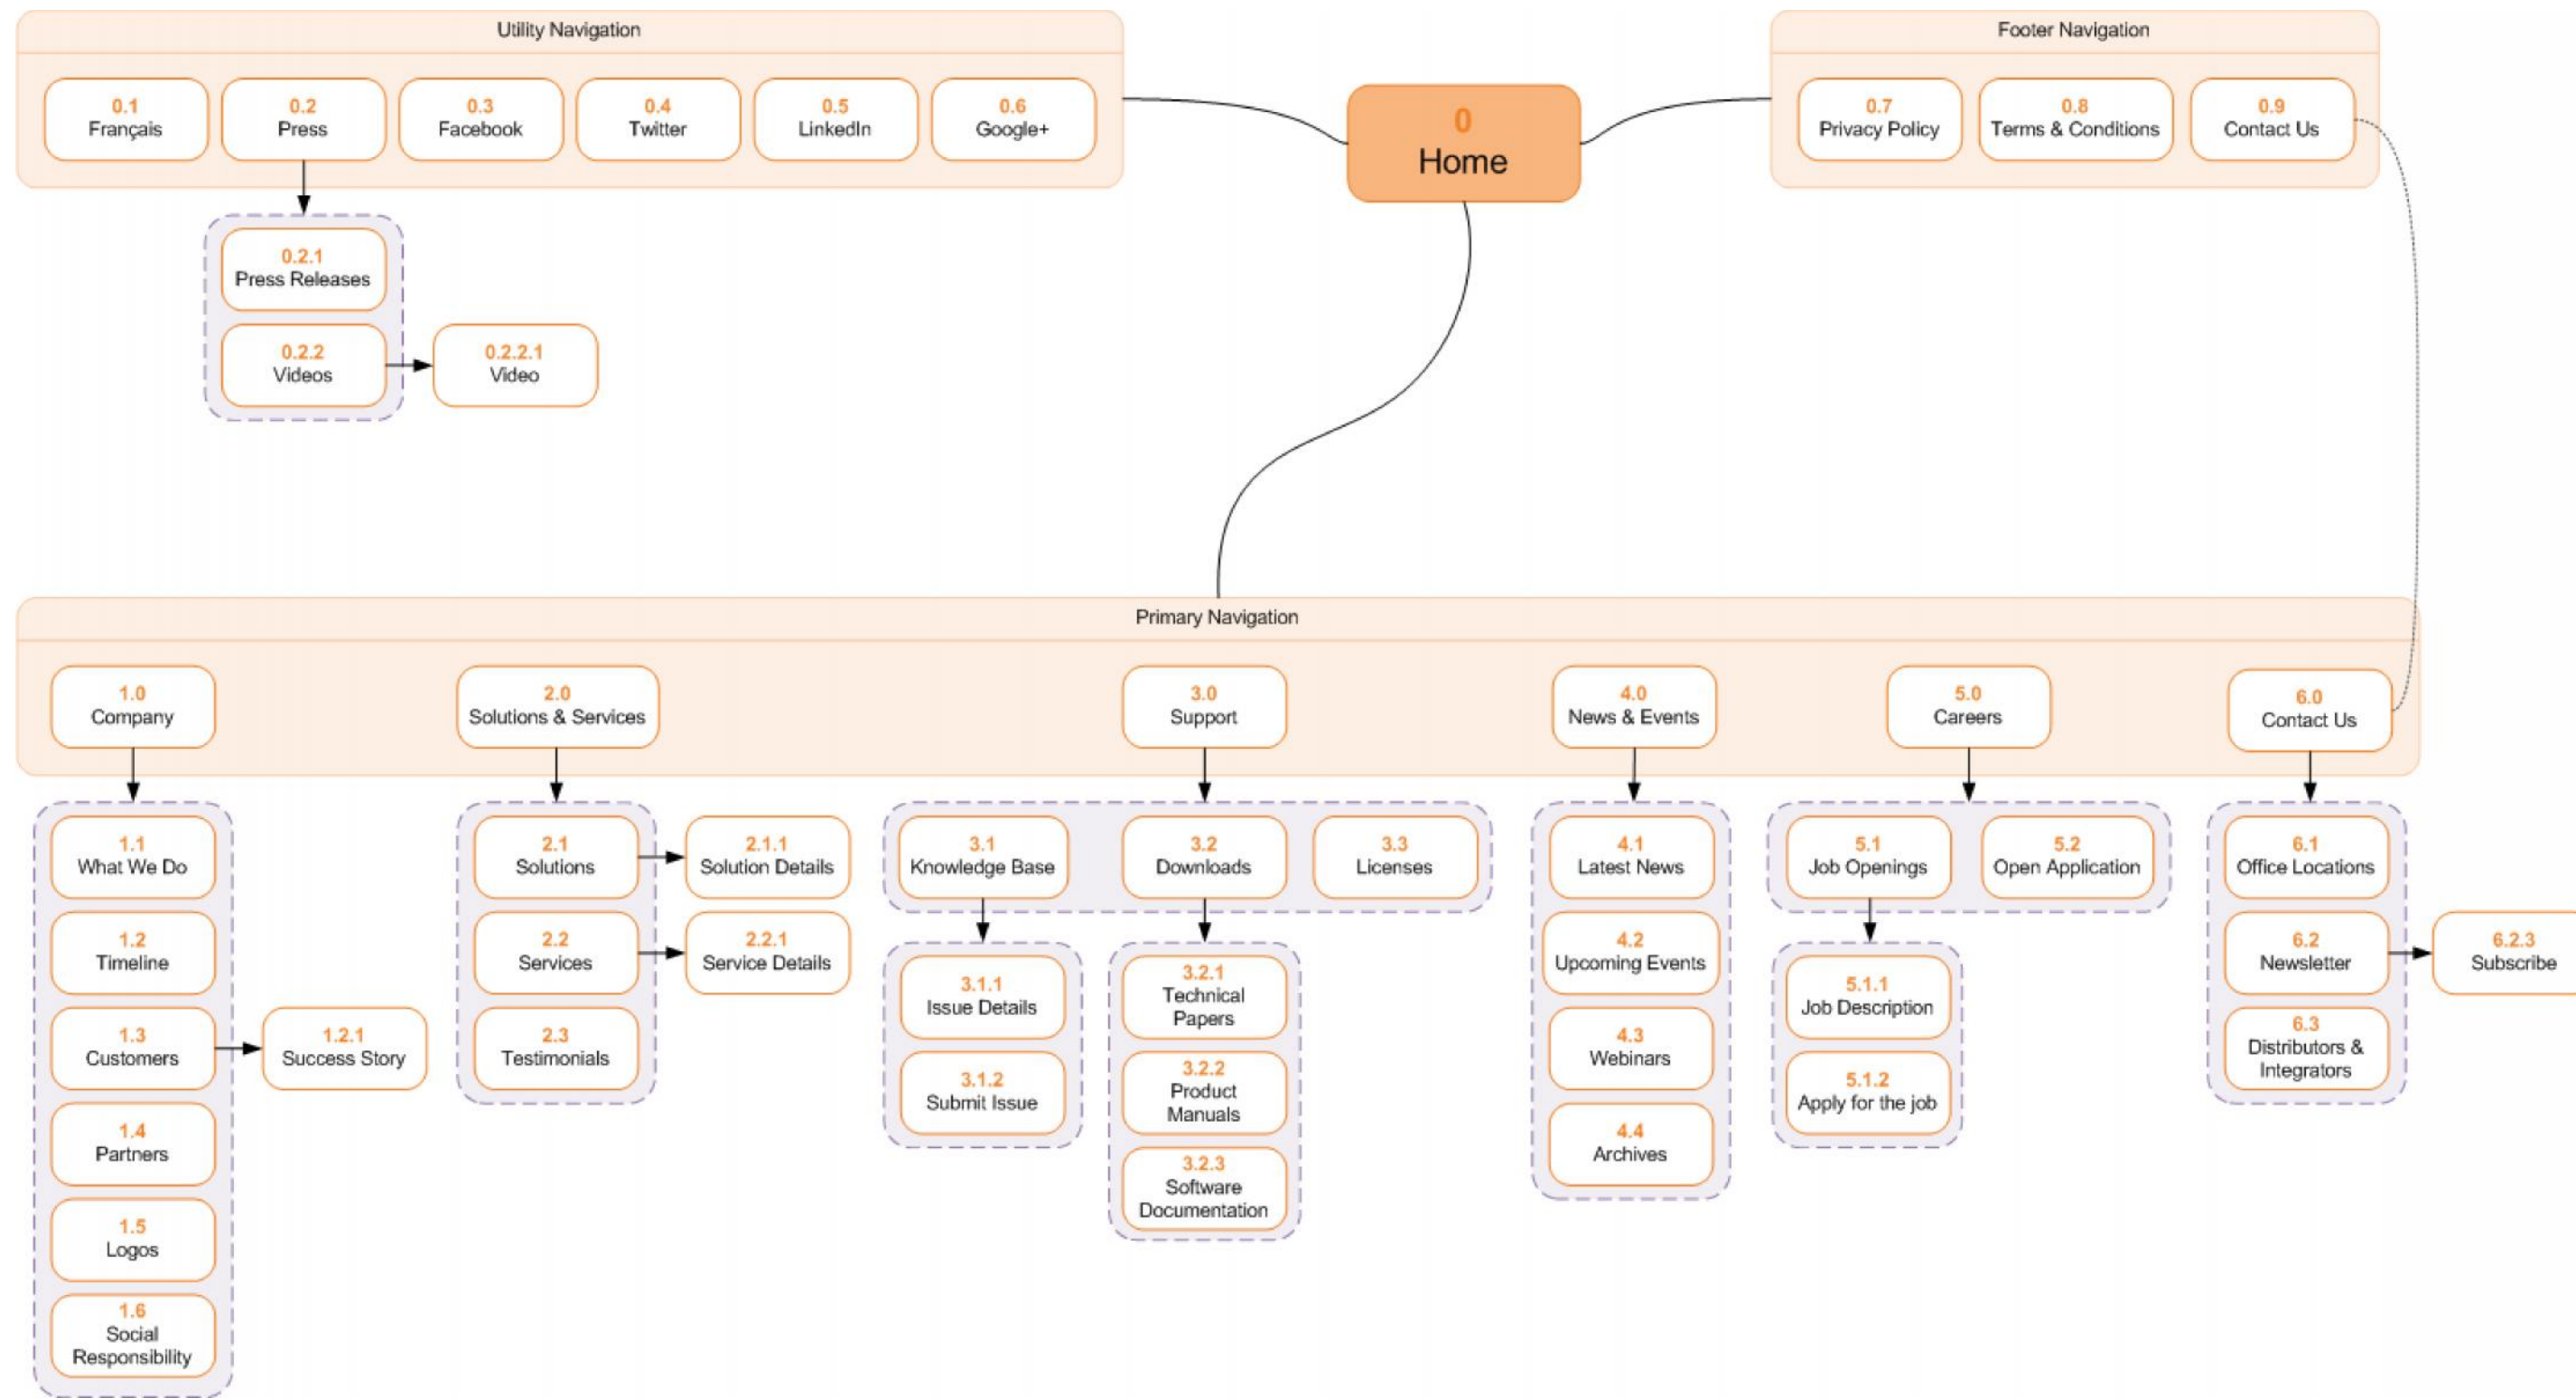 Utility Navigation
0.1
Français
0.2
Press
0.3
Facebook
0.4
Twitter
0.5
LinkedIn
0.6
Google+
0
Home
Footer Navigation
0.7
Privacy Policy
0.8
Terms & Conditions
0.9
Contact Us
0.2.1
Press Releases
0.2.2
Videos
0.2.2.1
Video
Primary Navigation
1.0
Company
2.0
Solutions & Services
3.0
Support
4.0
News & Events
5.0
Careers
6.0
Contact Us
1.1
What We Do
1.2
Timeline
1.3
Customers
1.2.1
Success Story
1.4
Partners
1.5
Logos
1.6
Social
Responsibility
2.1
Solutions
2.1.1
Solution Details
2.2
Services
2.2.1
Service Details
2.3
Testimonials
3.1
Knowledge Base
3.2
Downloads
3.3
Licenses
3.1.1
Issue Details
3.1.2
Submit Issue
3.2.1
Technical
Papers
3.2.2
Product
Manuals
3.2.3
Software
Documentation
4.1
Latest News
4.2
Upcoming Events
4.3
Webinars
4.4
Archives
5.1
Job Openings
5.2
Open Application
5.1.1
Job Description
5.1.2
Apply for the job
6.1
Office Locations
6.2
Newsletter
6.2.3
Subscribe
6.3
Distributors &
Integrators